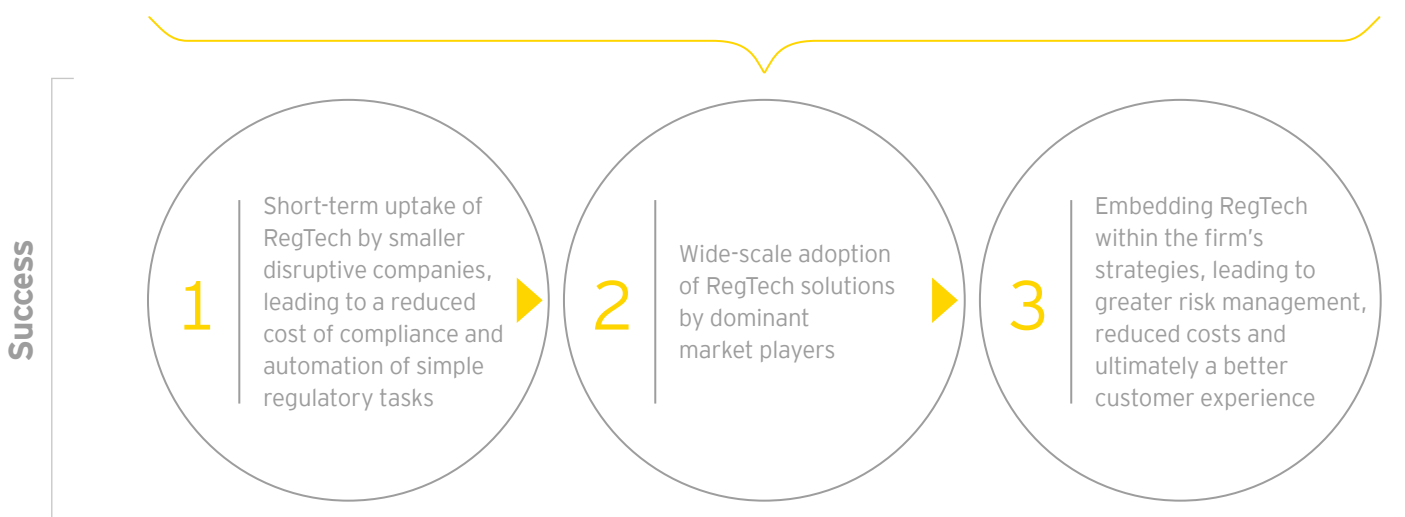 Success
1
Short-term uptake of
RegTech by smaller
disruptive companies,
leading to a reduced
cost of compliance and
automation of simple
regulatory tasks
2
Wide-scale adoption
of RegTech solutions
by dominant
market players
3
Embedding RegTech
within the firm's
strategies, leading to
greater risk management,
reduced costs and
ultimately a better
customer experience